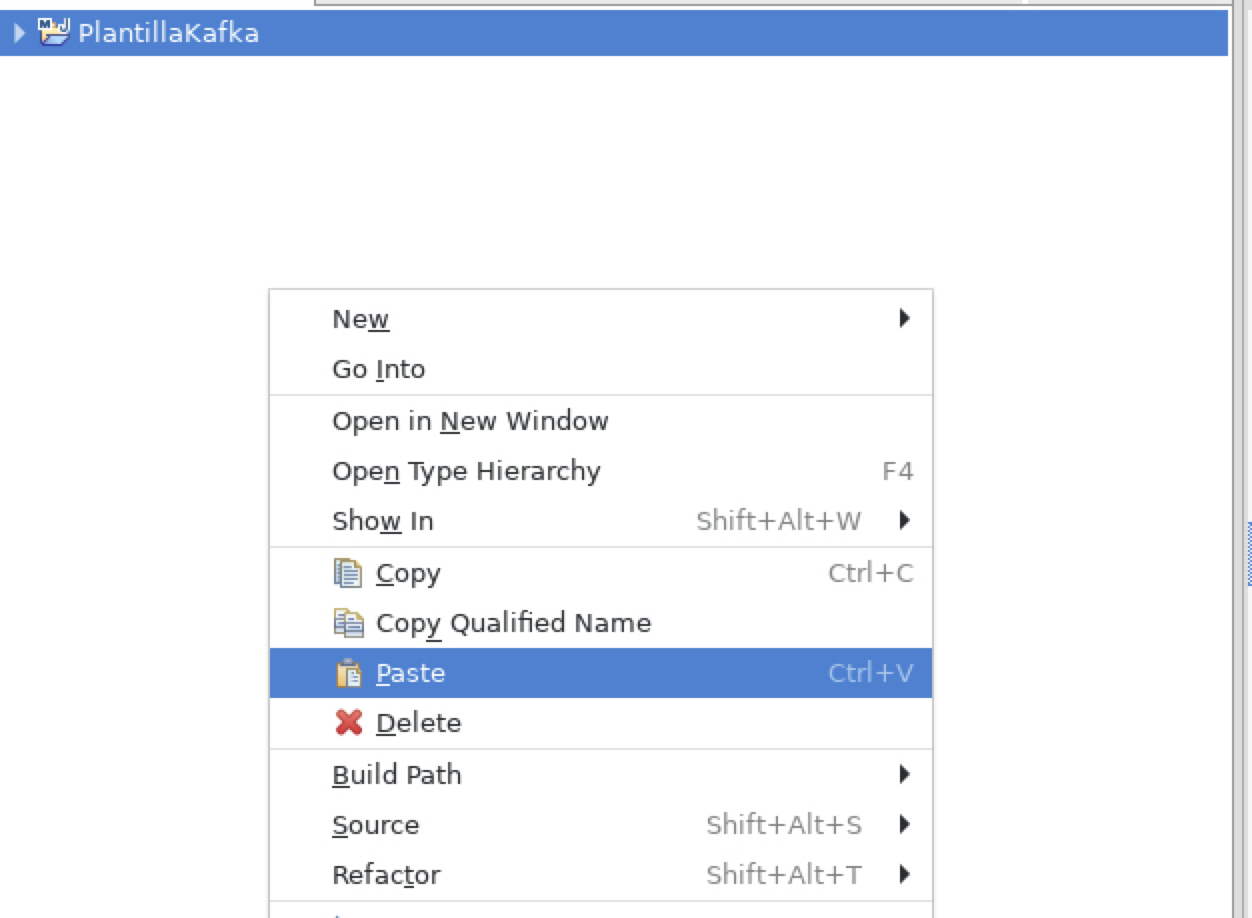 PlantillaKafka
New
Go Into
Open in New Window
Open Type Hierarchy F4
Show In Shift+Alt+W
Copy Ctrl+C
Copy Qualified Name
Paste Ctrl+V
Delete
Build Path
Source Shift+Alt+S
Refactor Shift+Alt+T